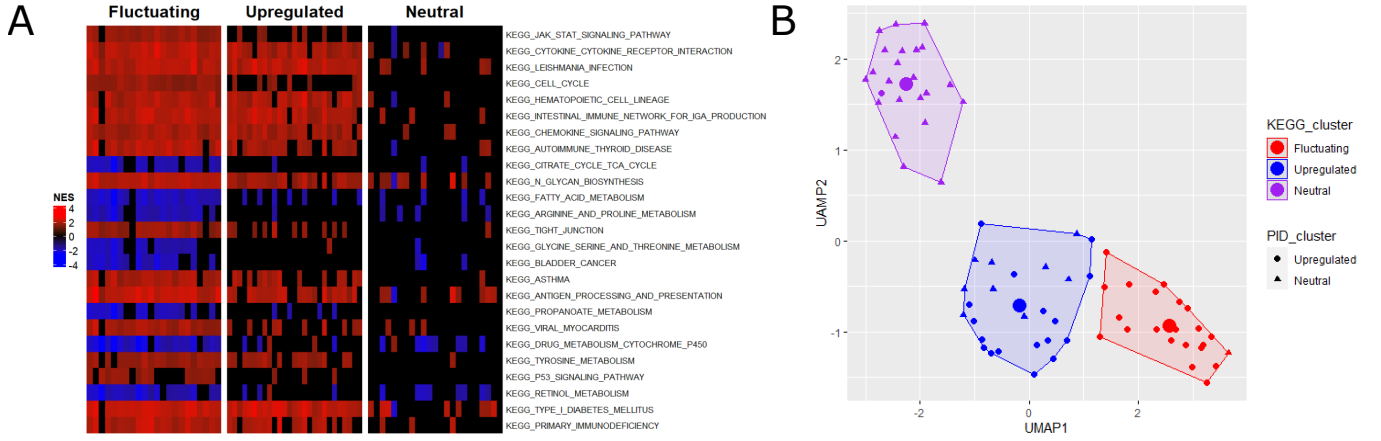 A
Fluctuating
Upregulated
Neutral
KEGG_JAK_STAT_SIGNALING_PATHWAY
KEGG_CYTOKINE_CYTOKINE_RECEPTOR_INTERACTION
KEGG_LEISHMANIA_INFECTION
KEGG_CELL_CYCLE
KEGG_HEMATOPOIETIC_CELL_LINEAGE
KEGG_INTESTINAL_IMMUNE_NETWORK_FOR_IGA_PRODUCTION
KEGG_CHEMOKINE_SIGNALING_PATHWAY
KEGG_AUTOIMMUNE_THYROID_DISEASE
KEGG_CITRATE_CYCLE_TCA_CYCLE
KEGG_N_GLYCAN_BIOSYNTHESIS
KEGG_FATTY_ACID_METABOLISM
KEGG_ARGININE_AND_PROLINE_METABOLISM
KEGG_TIGHT_JUNCTION
KEGG_GLYCINE_SERINE_AND_THREONINE_METABOLISM
KEGG_BLADDER_CANCER
KEGG_ASTHMA
KEGG_ANTIGEN_PROCESSING_AND_PRESENTATION
KEGG_PROPANOATE_METABOLISM
KEGG_VIRAL_MYOCARDITIS
KEGG_DRUG_METABOLISM_CYTOCHROME_P450
KEGG_TYROSINE_METABOLISM
KEGG_P53_SIGNALING_PATHWAY
KEGG_RETINOL_METABOLISM
KEGG_TYPE_I_DIABETES_MELLITUS
KEGG_PRIMARY_IMMUNODEFICIENCY
NES
4
2
0
-2
-4
B
UAMP2
2
1
0
-1
-2
0
2
UMAP1
KEGG_cluster
Fluctuating
Upregulated
Neutral
PID_cluster
Upregulated
Neutral